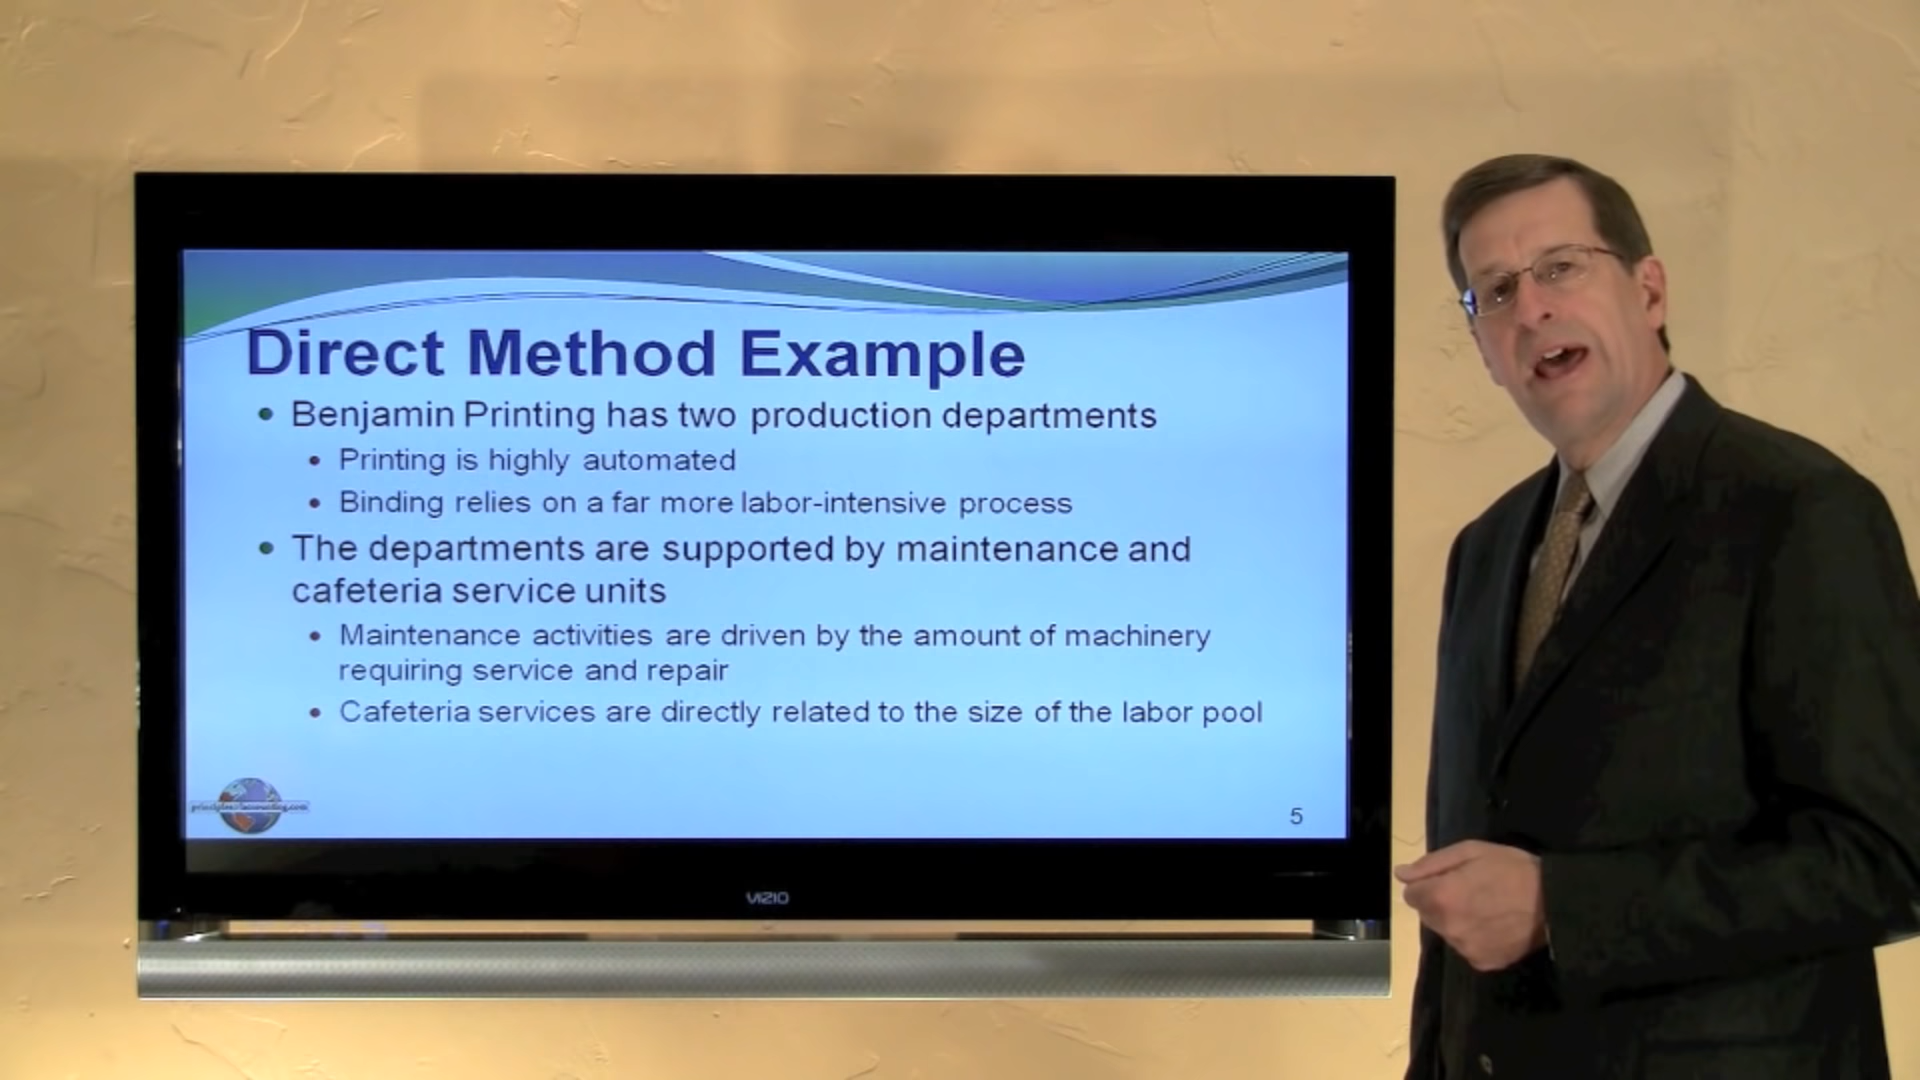 Direct Method Example
• Benjamin Printing has two production departments
• Printing is highly automated
• Binding relies on a far more labor-intensive process
• The departments are supported by maintenance and
cafeteria service units
• Maintenance activities are driven by the amount of machinery
requiring service and repair
• Cafeteria services are directly related to the size of the labor pool
principlesofaccounting.com
5
VIZIO